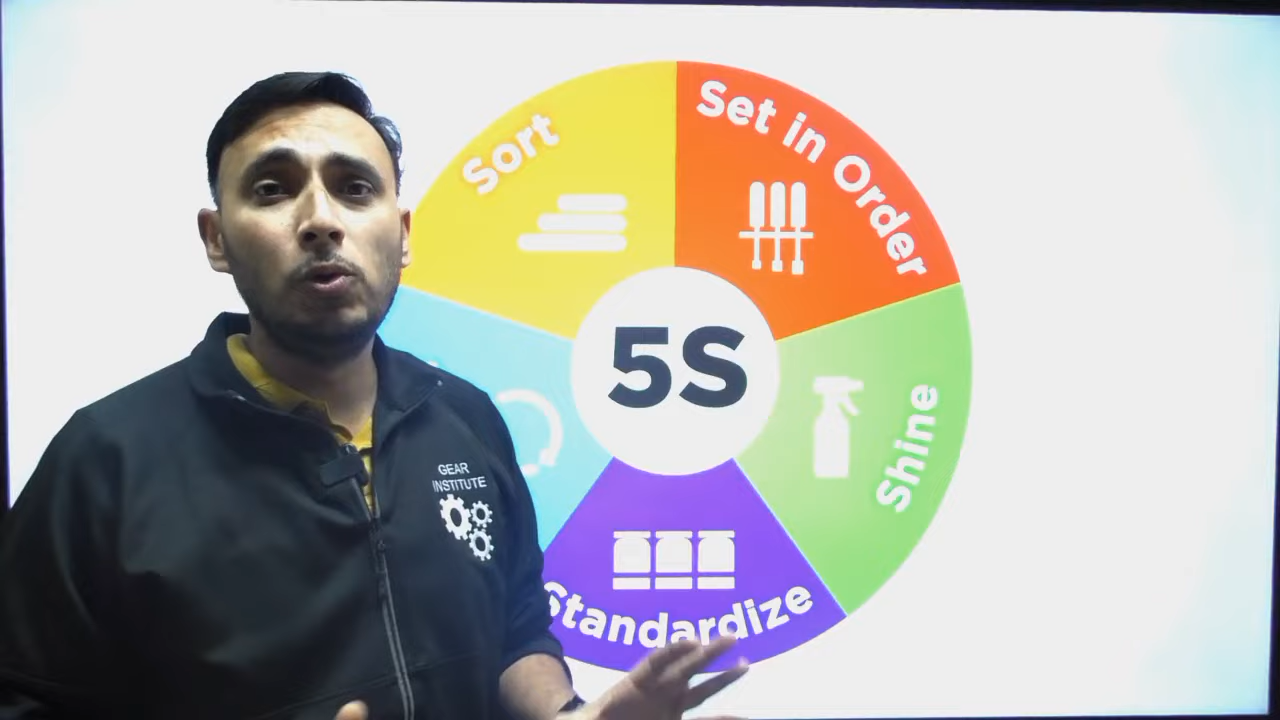 Sort
Set in Order
5S
Shine
Standardize
GEAR
INSTITUTE